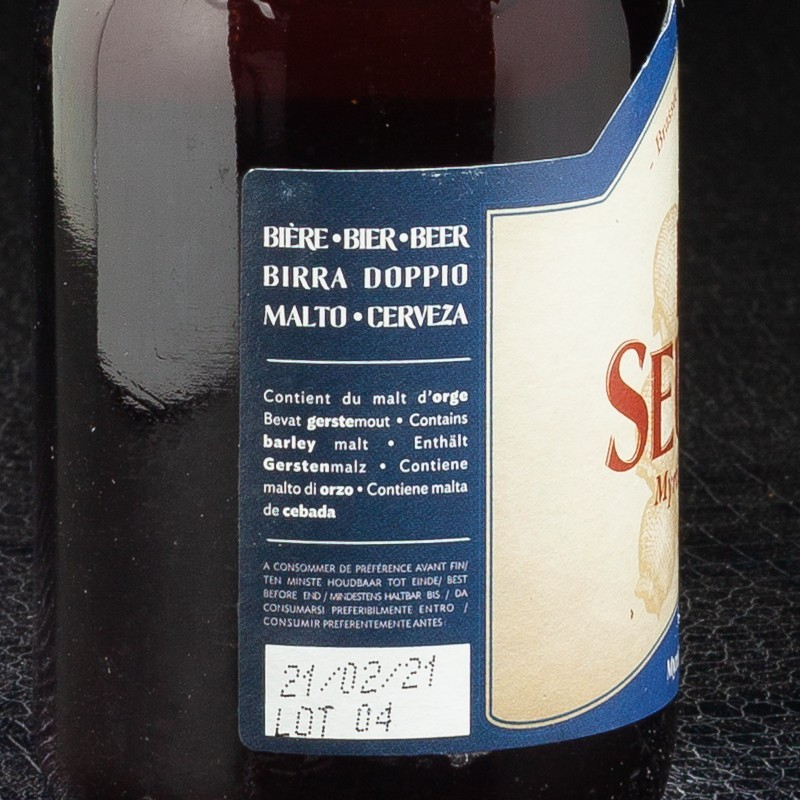 BIÈRE • BIER • BEER
BIRRA DOPPIO
MALTO • CERVEZA
Contient du malt d'orge
Bevat gerstemout • Contains
barley malt • Enthält
Gerstenmalz • Contiene
malto di orzo • Contiene malta
de cebada
A CONSOMMER DE PRÉFÉRENCE AVANT FIN/
TEN MINSTE HOUDBAAR TOT EINDE/ BEST
BEFORE END / MINDESTENS HALTBAR BIS / DA
CONSUMARSI PREFERIBILMENTE ENTRO /
CONSUMIR PREFERENTEMENTE ANTES :
21/02/21
LOT 04